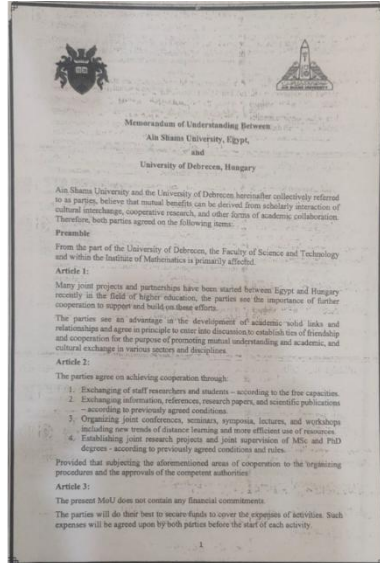 AIN SHAMS UNIVERSITY
Memorandum of Understanding Between
Ain Shams University, Egypt,
and
University of Debrecen, Hungary
Ain Shams University and the University of Debrecen hereinafter collectively referred
to as parties, believe that mutual benefits can be derived from scholarly interaction of
cultural interchange, cooperative research, and other forms of academic collaboration.
Therefore, both parties agreed on the following items:
Preamble
From the part of the University of Debrecen, the Faculty of Science and Technology
and within the Institute of Mathematics is primarily affected.
Article 1:
Many joint projects and partnerships have been started between Egypt and Hungary
recently in the field of higher education, the parties see the importance of further
cooperation to support and build on these efforts.
The parties see an advantage in the development of academic solid links and
relationships and agree in principle to enter into discussion to establish ties of friendship
and cooperation for the purpose of promoting mutual understanding and academic, and
cultural exchange in various sectors and disciplines.
Article 2:
The parties agree on achieving cooperation through:
1. Exchanging of staff researchers and students – according to the free capacities.
2. Exchanging information, references, research papers, and scientific publications
– according to previously agreed conditions.
3. Organizing joint conferences, seminars, symposia, lectures, and workshops
including new trends of distance learning and more efficient use of resources.
4. Establishing joint research projects and joint supervision of MSc and PhD
degrees - according to previously agreed conditions and rules.
Provided that subjecting the aforementioned areas of cooperation to the organizing
procedures and the approvals of the competent authorities.
Article 3:
The present MoU does not contain any financial commitments.
The parties will do their best to secure funds to cover the expenses of activities. Such
expenses will be agreed upon by both parties before the start of each activity.
1